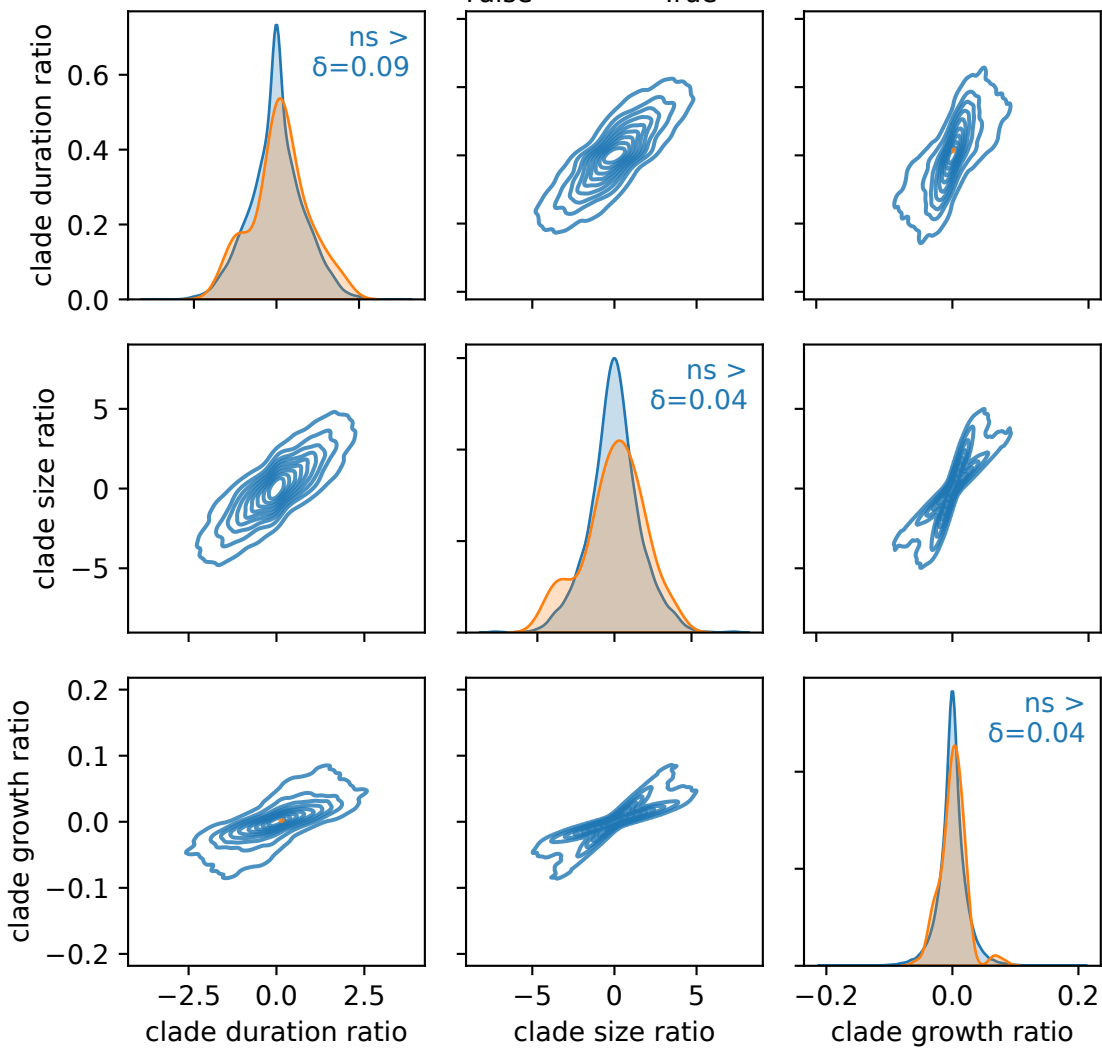 clade duration ratio
0.6
0.4
0.2
0.0
ns >
δ=0.09
clade size ratio
5
0
−5
ns >
δ=0.04
clade growth ratio
0.2
0.1
0.0
−0.1
−0.2
ns >
δ=0.04
−2.5 0.0 2.5
−5 0 5
−0.2 0.0 0.2
clade duration ratio
clade size ratio
clade growth ratio